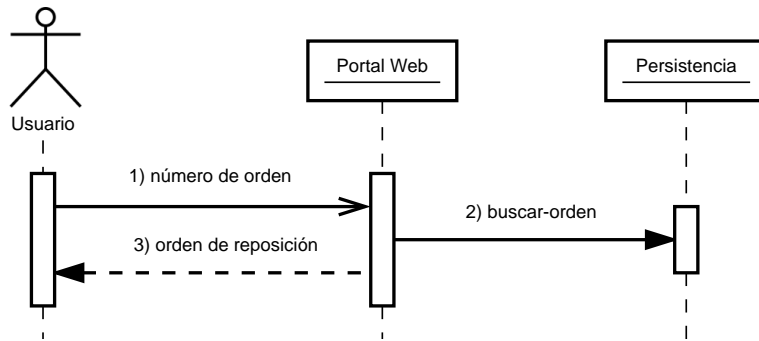 Portal Web
Persistencia
Usuario
1) número de orden
2) buscar-orden
3) orden de reposición